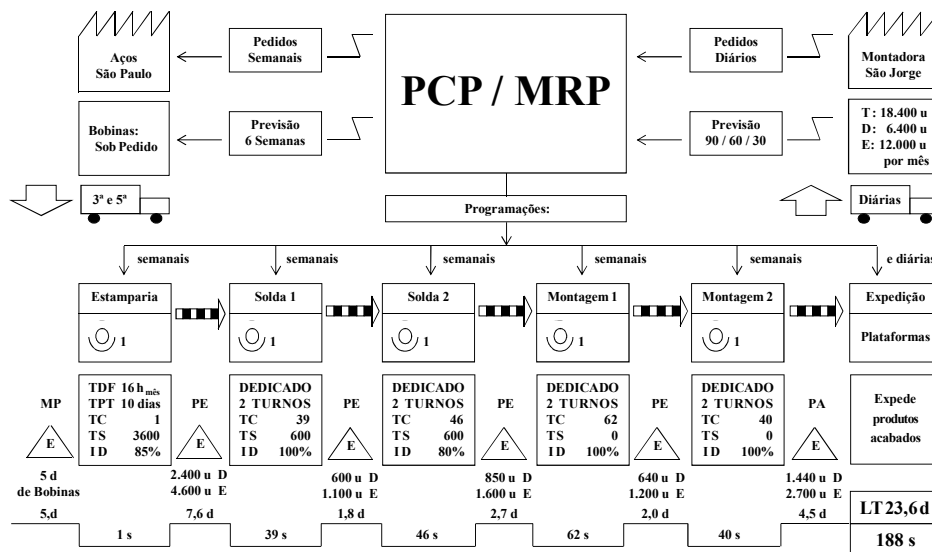 Aços
São Paulo
Pedidos
Semanais
PCP / MRP
Pedidos
Diários
Montadora
São Jorge
Bobinas:
Sob Pedido
Previsão
6 Semanas
Previsão
90 / 60 / 30
T : 18.400 u
D : 6.400 u
E: 12.000 u
por mês
3ª e 5ª
Programações:
Diárias
semanais
semanais
semanais
semanais
semanais
e diárias
Estamparia
1
Solda 1
1
Solda 2
1
Montagem 1
1
Montagem 2
1
Expedição
Plataformas
MP
E
5 d
de Bobinas
5,d
TDF 16 h mês
TPT 10 dias
TC 1
TS 3600
ID 85%
1 s
PE
E
2.400 u D
4.600 u E
7,6 d
DEDICADO
2 TURNOS
TC 39
TS 600
ID 100%
39 s
PE
E
600 u D
1.100 u E
1,8 d
DEDICADO
2 TURNOS
TC 46
TS 600
ID 80%
46 s
PE
E
850 u D
1.600 u E
2,7 d
DEDICADO
2 TURNOS
TC 62
TS 0
ID 100%
62 s
PE
E
640 u D
1.200 u E
2,0 d
DEDICADO
2 TURNOS
TC 40
TS 0
ID 100%
40 s
PA
E
1.440 u D
2.700 u E
4,5 d
Expede
produtos
acabados
LT 23,6 d
188 s